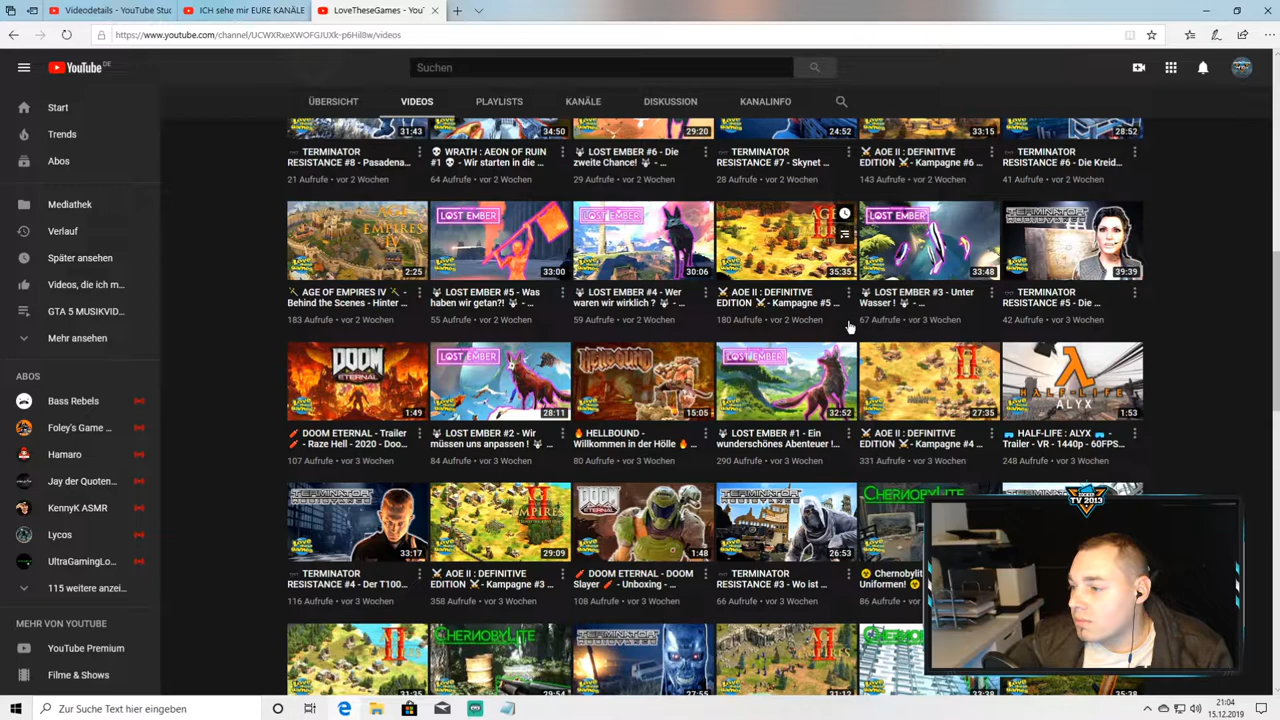 Videodetails - YouTube Stud
ICH sehe mir EURE KANÄLE
LoveTheseGames - YouT
https://www.youtube.com/channel/UCWXRxeXWOFGJUXk-p6Hil8w/videos
YouTube DE
Suchen
ÜBERSICHT
VIDEOS
PLAYLISTS
KANÄLE
DISKUSSION
KANALINFO
Start
Trends
Abos
Mediathek
Verlauf
Später ansehen
Videos, die ich m...
GTA 5 MUSIKVID...
Mehr ansehen
ABOS
Bass Rebels
Foley's Game ...
Hamaro
Jay der Quoten...
KennyK ASMR
Lycos
UltraGamingLo...
115 weitere anzei...
MEHR VON YOUTUBE
YouTube Premium
Filme & Shows
31:43
34:50
29:20
24:52
33:15
28:52
TERMINATOR
RESISTANCE #8 - Pasadena...
21 Aufrufe • vor 2 Wochen
WRATH : AEON OF RUIN
#1 - Wir starten in die ...
64 Aufrufe • vor 2 Wochen
LOST EMBER #6 - Die
zweite Chance! - ...
29 Aufrufe • vor 2 Wochen
TERMINATOR
RESISTANCE #7 - Skynet ...
28 Aufrufe • vor 2 Wochen
AOE II : DEFINITIVE
EDITION - Kampagne #6 ...
143 Aufrufe • vor 2 Wochen
TERMINATOR
RESISTANCE #6 - Die Kreid...
41 Aufrufe • vor 2 Wochen
2:25
LOST EMBER
33:00
LOST EMBER
30:06
35:35
LOST EMBER
33:48
39:39
AGE OF EMPIRES IV
Behind the Scenes - Hinter ...
183 Aufrufe • vor 2 Wochen
LOST EMBER #5 - Was
haben wir getan?! - ...
55 Aufrufe • vor 2 Wochen
LOST EMBER #4 - Wer
waren wir wirklich ? - ...
59 Aufrufe • vor 2 Wochen
AOE II : DEFINITIVE
EDITION - Kampagne #5 ...
180 Aufrufe • vor 2 Wochen
LOST EMBER #3 - Unter
Wasser ! - ...
67 Aufrufe • vor 3 Wochen
TERMINATOR
RESISTANCE #5 - Die ...
42 Aufrufe • vor 3 Wochen
DOOM
ETERNAL
1:49
LOST EMBER
28:11
HELLBOUND
15:05
LOST EMBER
32:52
27:35
HALF-LIFE
ALYX
1:53
DOOM ETERNAL - Trailer
- Raze Hell - 2020 - Doo...
107 Aufrufe • vor 3 Wochen
LOST EMBER #2 - Wir
müssen uns anpassen ! ...
84 Aufrufe • vor 3 Wochen
HELLBOUND -
Willkommen in der Hölle - ...
80 Aufrufe • vor 3 Wochen
LOST EMBER #1 - Ein
wunderschönes Abenteuer !...
290 Aufrufe • vor 3 Wochen
AOE II : DEFINITIVE
EDITION - Kampagne #4 ...
331 Aufrufe • vor 3 Wochen
HALF-LIFE : ALYX -
Trailer - VR - 1440p - 60FPS...
248 Aufrufe • vor 3 Wochen
33:17
29:09
DOOM
ETERNAL
1:48
26:53
CHERNOBYLITE
TERMINATOR
RESISTANCE #4 - Der T100...
116 Aufrufe • vor 3 Wochen
AOE II : DEFINITIVE
EDITION - Kampagne #3 ...
358 Aufrufe • vor 3 Wochen
DOOM ETERNAL - DOOM
Slayer - Unboxing - ...
108 Aufrufe • vor 3 Wochen
TERMINATOR
RESISTANCE #3 - Wo ist ...
66 Aufrufe • vor 3 Wochen
Chernobylit
Uniformen!
86 Aufrufe • vor 3
ZOCKER
TV 2013
31:35
CHERNOBYLITE
29:54
27:55
31:12
33:38
35:38
Zur Suche Text hier eingeben
21:04
15.12.2019